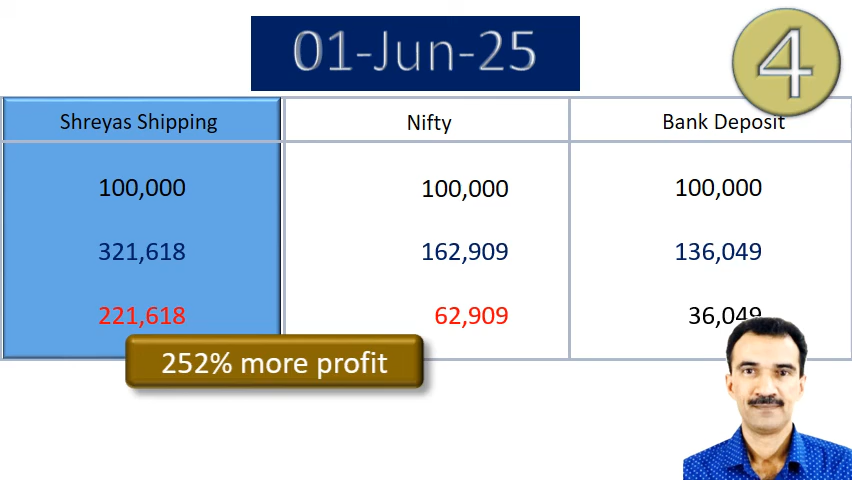 01-Jun-25
4
Shreyas Shipping Nifty Bank Deposit
100,000 100,000 100,000
321,618 162,909 136,049
221,618 62,909 36,049
252% more profit